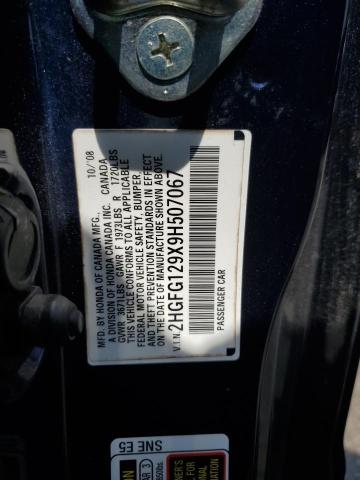 MFD. BY HONDA OF CANADA MFG., 10/08
A DIVISION OF HONDA CANADA INC. CANADA
GVWR 3671LBS GAWR F 1973LBS R 1720LBS
THIS VEHICLE CONFORMS TO ALL APPLICABLE
FEDERAL MOTOR VEHICLE SAFETY, BUMPER,
AND THEFT PREVENTION STANDARDS IN EFFECT
ON THE DATE OF MANUFACTURE SHOWN ABOVE.
V.I.N. 2HGFG129X9H507067
PASSENGER CAR
SNE E5